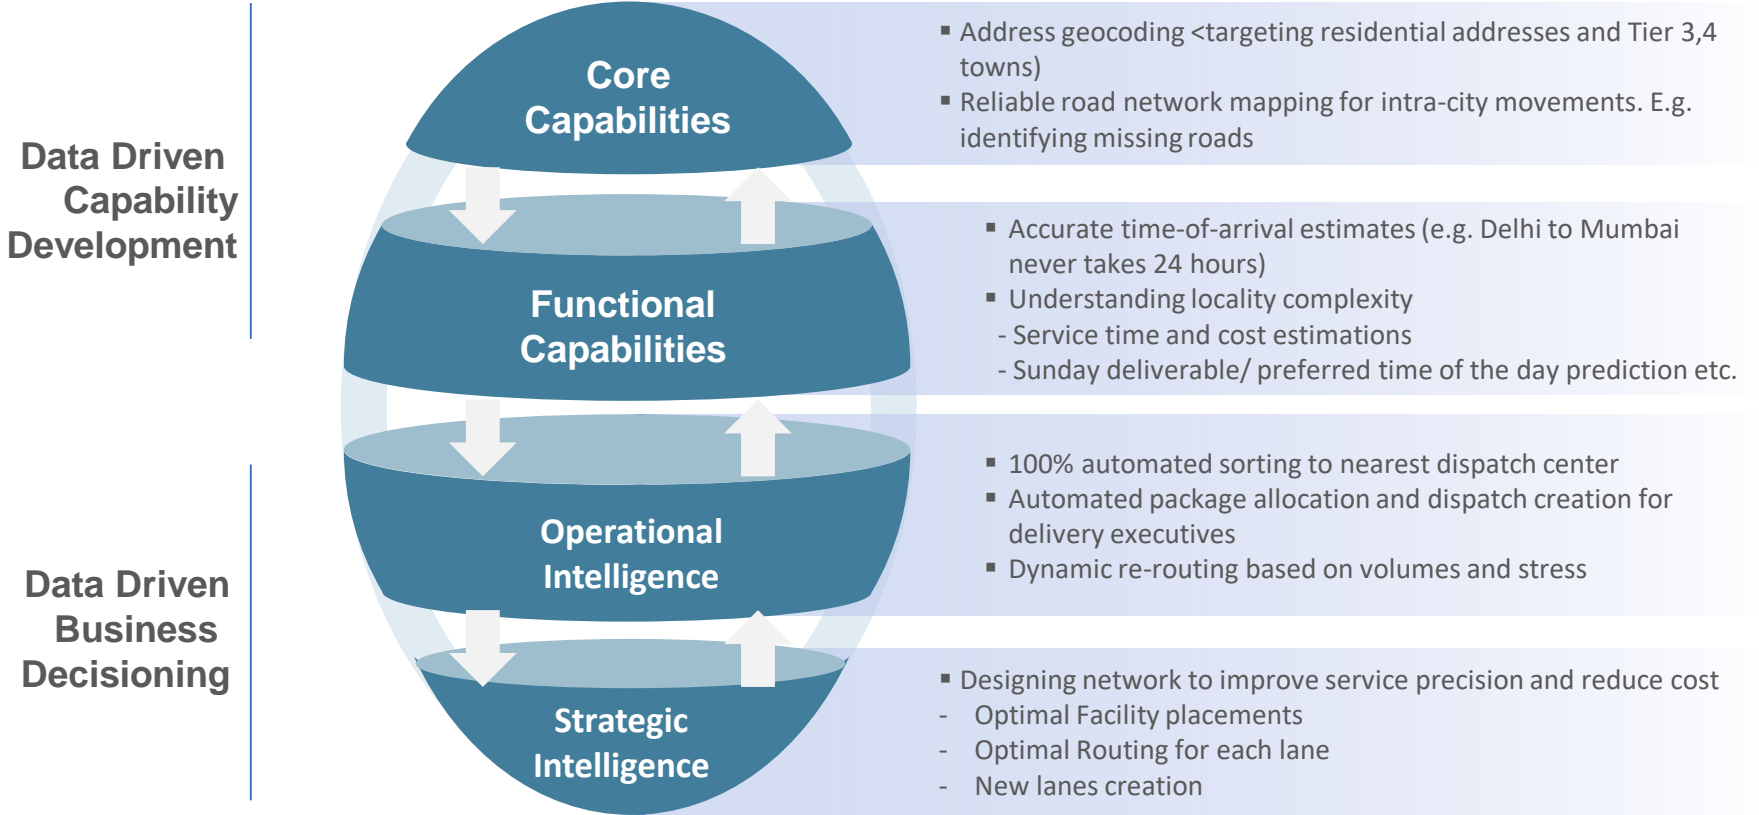 Data Driven
Capability
Development
Core
Capabilities
▪ Address geocoding <targeting residential addresses and Tier 3,4
towns)
▪ Reliable road network mapping for intra-city movements. E.g.
identifying missing roads
Functional
Capabilities
▪ Accurate time-of-arrival estimates (e.g. Delhi to Mumbai
never takes 24 hours)
▪ Understanding locality complexity
- Service time and cost estimations
- Sunday deliverable/ preferred time of the day prediction etc.
Data Driven
Business
Decisioning
Operational
Intelligence
▪ 100% automated sorting to nearest dispatch center
▪ Automated package allocation and dispatch creation for
delivery executives
▪ Dynamic re-routing based on volumes and stress
Strategic
Intelligence
▪ Designing network to improve service precision and reduce cost
- Optimal Facility placements
- Optimal Routing for each lane
- New lanes creation